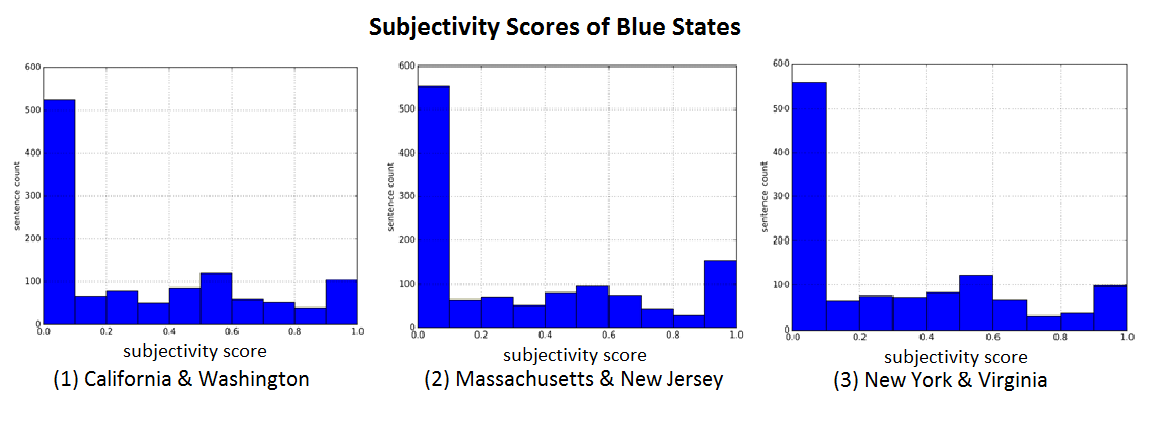 Subjectivity Scores of Blue States
600
500
400
300
200
100
0
0.0 0.2 0.4 0.6 0.8 1.0
sentence count
subjectivity score
(1) California & Washington
600
500
400
300
200
100
0
0.0 0.2 0.4 0.6 0.8 1.0
sentence count
subjectivity score
(2) Massachusetts & New Jersey
600
500
400
300
200
100
0
0.0 0.2 0.4 0.6 0.8 1.0
sentence count
subjectivity score
(3) New York & Virginia